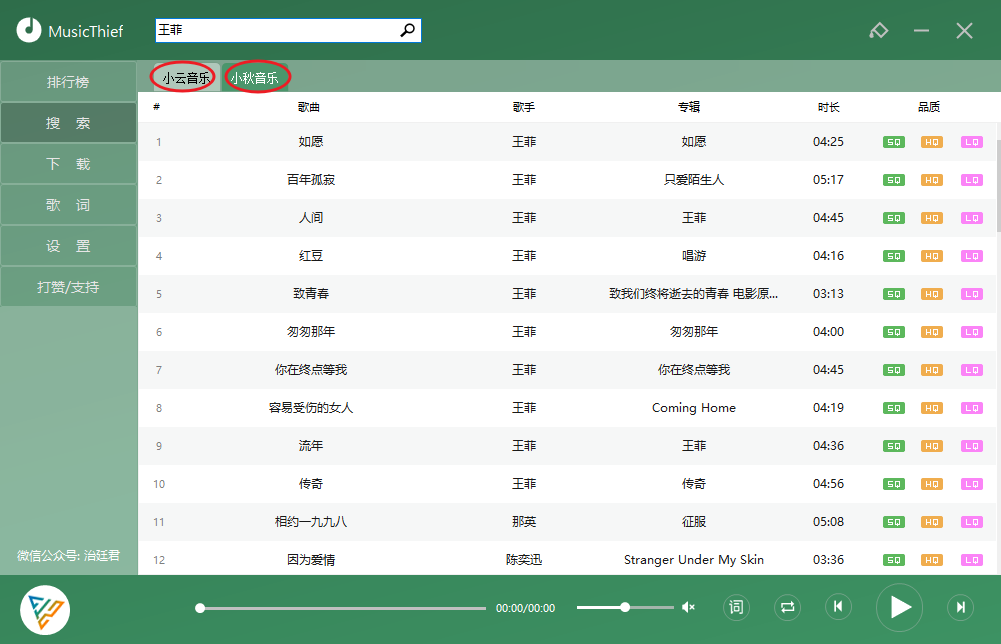 MusicThief
王菲
排行榜
搜 索
下 载
歌 词
设 置
打赞/支持
微信公众号: 治廷君
小云音乐 小秋音乐
# 歌曲 歌手 专辑 时长 品质
1 如愿 王菲 如愿 04:25 SQ HQ LQ
2 百年孤寂 王菲 只爱陌生人 05:17 SQ HQ LQ
3 人间 王菲 王菲 04:45 SQ HQ LQ
4 红豆 王菲 唱游 04:16 SQ HQ LQ
5 致青春 王菲 致我们终将逝去的青春 电影原... 03:13 SQ HQ LQ
6 匆匆那年 王菲 匆匆那年 04:00 SQ HQ LQ
7 你在终点等我 王菲 你在终点等我 04:45 SQ HQ LQ
8 容易受伤的女人 王菲 Coming Home 04:19 SQ HQ LQ
9 流年 王菲 王菲 04:36 SQ HQ LQ
10 传奇 王菲 传奇 04:56 SQ HQ LQ
11 相约一九九八 那英 征服 05:08 SQ HQ LQ
12 因为爱情 陈奕迅 Stranger Under My Skin 03:36 SQ HQ LQ
00:00/00:00 词